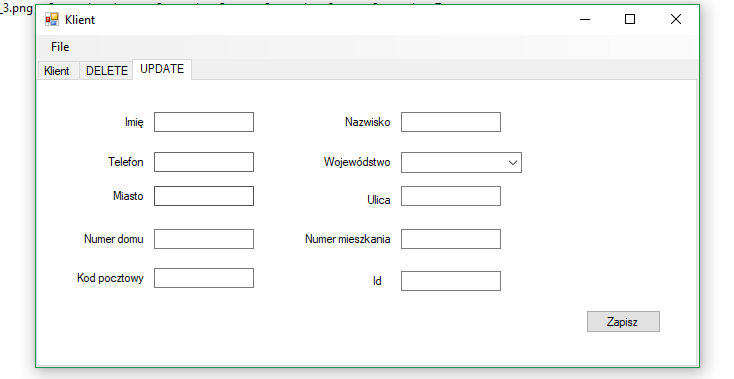 _3.png
Klient
File
Klient DELETE UPDATE
Imię Nazwisko
Telefon Wojewódstwo
Miasto Ulica
Numer domu Numer mieszkania
Kod pocztowy Id
Zapisz